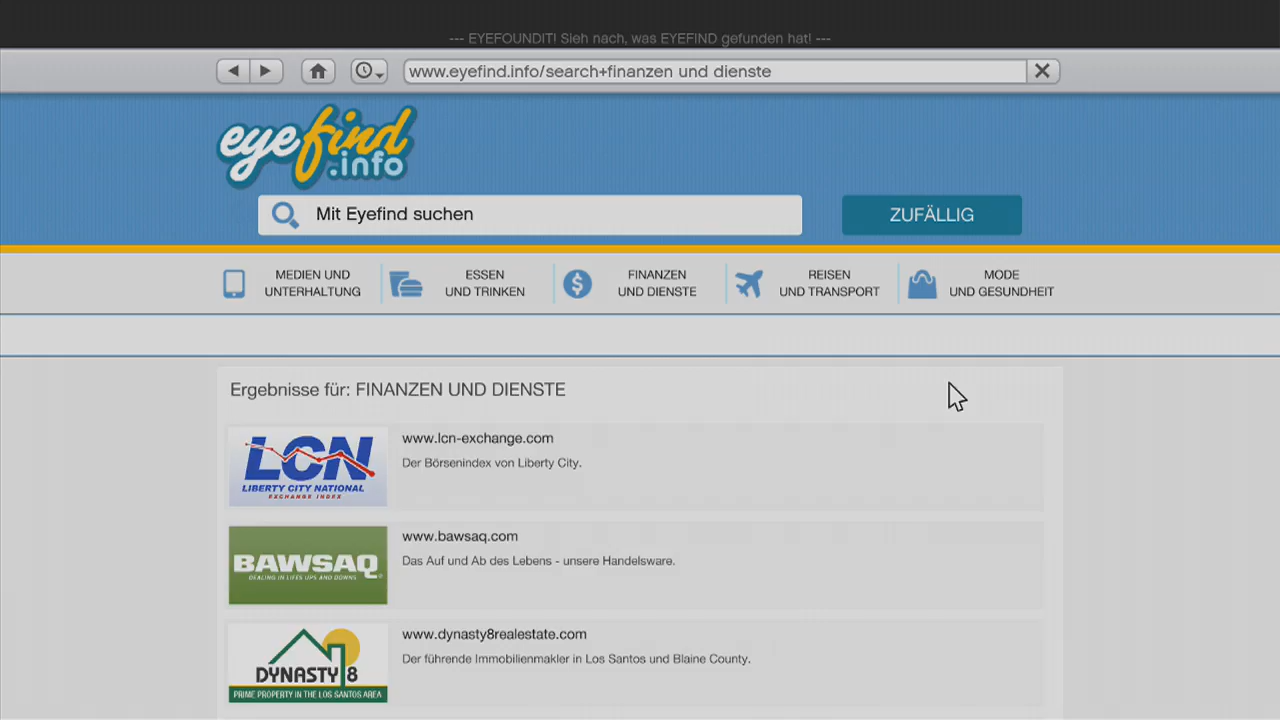 --- EYEFOUNDIT! Sieh nach, was EYEFIND gefunden hat! ---
www.eyefind.info/search+finanzen und dienste
eyefind
.info
Mit Eyefind suchen
ZUFÄLLIG
MEDIEN UND
UNTERHALTUNG
ESSEN
UND TRINKEN
FINANZEN
UND DIENSTE
REISEN
UND TRANSPORT
MODE
UND GESUNDHEIT
Ergebnisse für: FINANZEN UND DIENSTE
LCN
LIBERTY CITY NATIONAL
EXCHANGE INDEX
www.lcn-exchange.com
Der Börsenindex von Liberty City.
BAWSAQ
DEALING IN LIFES UPS AND DOWNS
www.bawsaq.com
Das Auf und Ab des Lebens - unsere Handelsware.
DYNASTY 8
PRIME PROPERTY IN THE LOS SANTOS AREA
www.dynasty8realestate.com
Der führende Immobilienmakler in Los Santos und Blaine County.